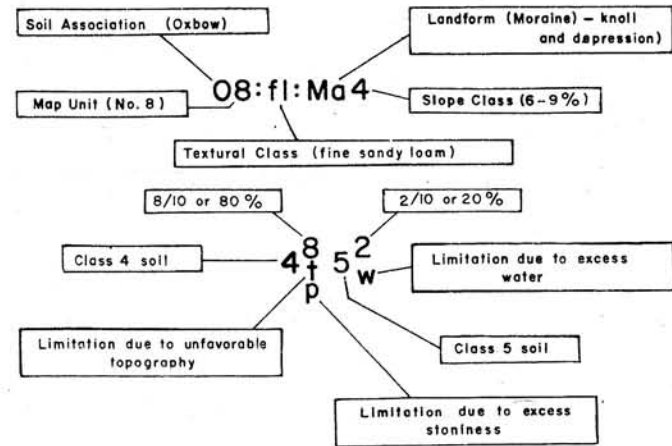 Soil Association (Oxbow)
Landform (Moraine) – knoll
and depression)
O8:fl:Ma4
Map Unit (No. 8)
Slope Class (6–9%)
Textural Class (fine sandy loam)
8/10 or 80%
2/10 or 20%
8 2
4 5
t w
p
Class 4 soil
Limitation due to excess
water
Limitation due to unfavorable
topography
Class 5 soil
Limitation due to excess
stoniness